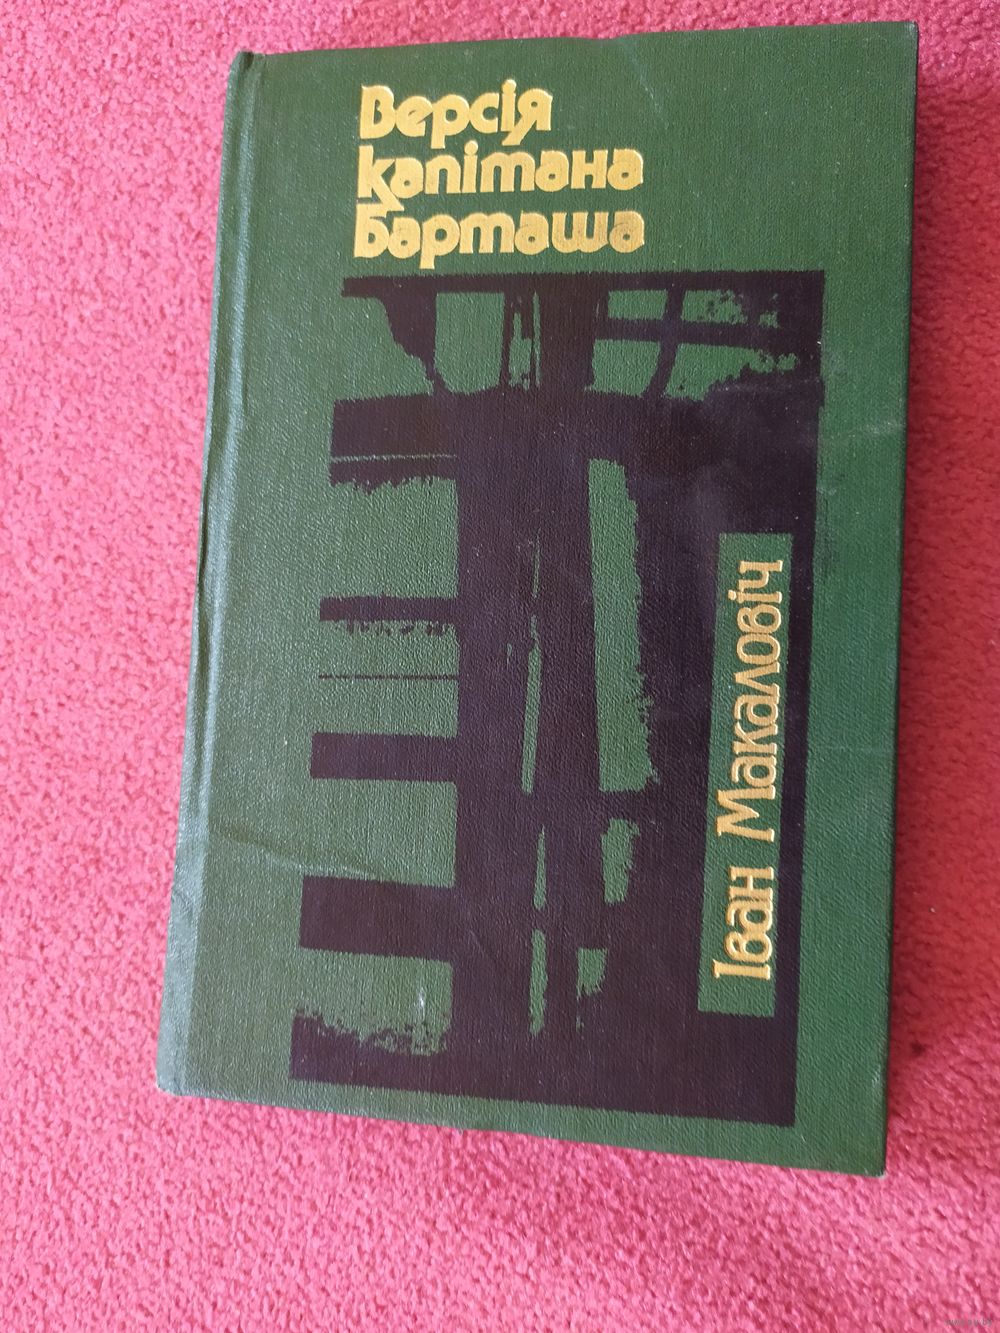 Версія
капітана
Барташа
Іван Макаловіч